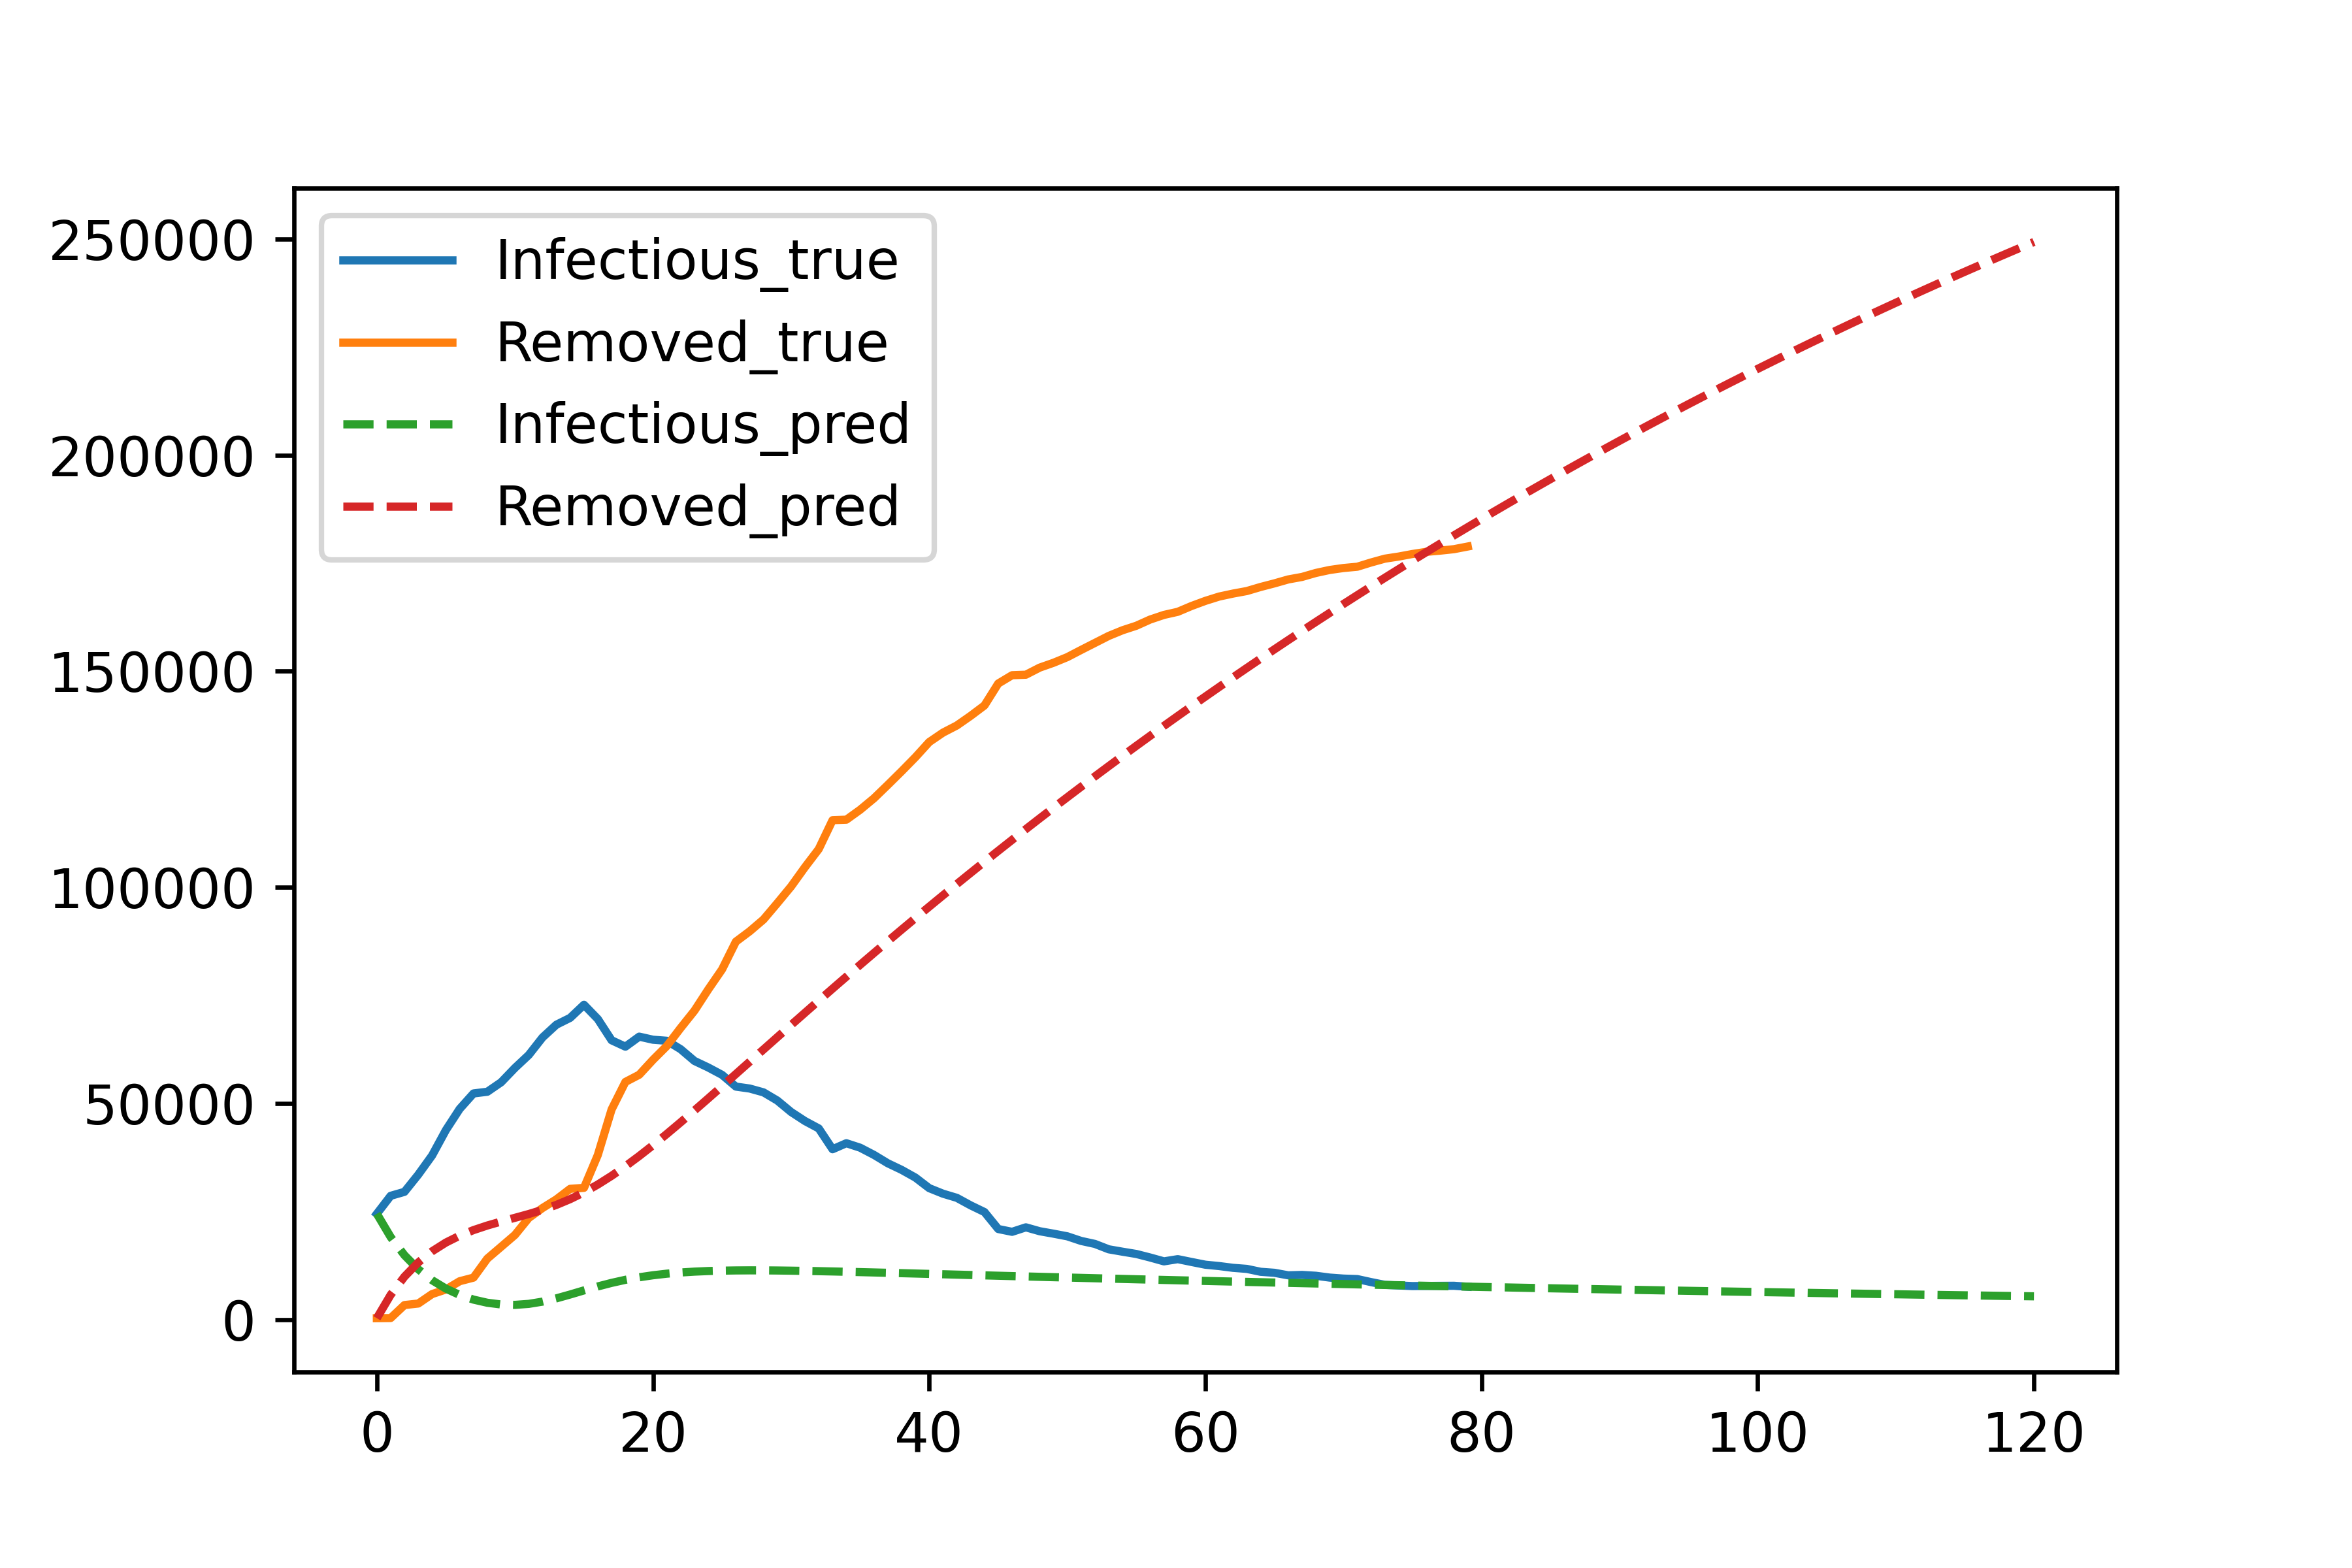 250000
200000
150000
100000
50000
0
Infectious_true
Removed_true
Infectious_pred
Removed_pred
0 20 40 60 80 100 120